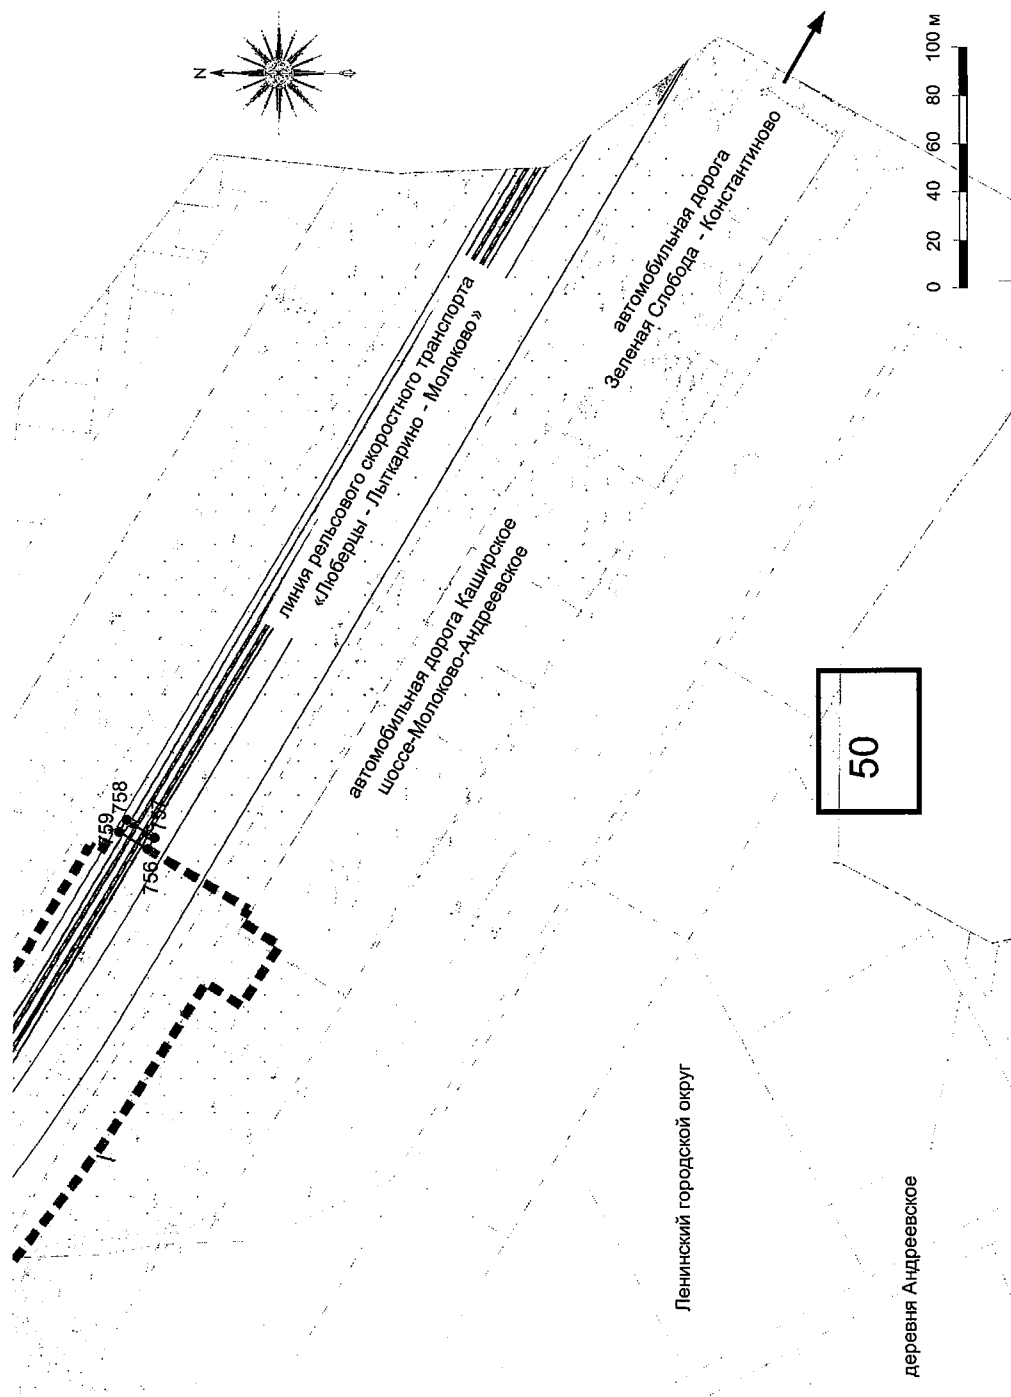 N
759
758
757
756
линия рельсового скоростного транспорта
«Люберцы - Лыткарино - Молоково»
автомобильная дорога Каширское
шоссе-Молоково-Андреевское
автомобильная дорога
Зеленая Слобода - Константиново
0 20 40 60 80 100 м
50
Ленинский городской округ
деревня Андреевское